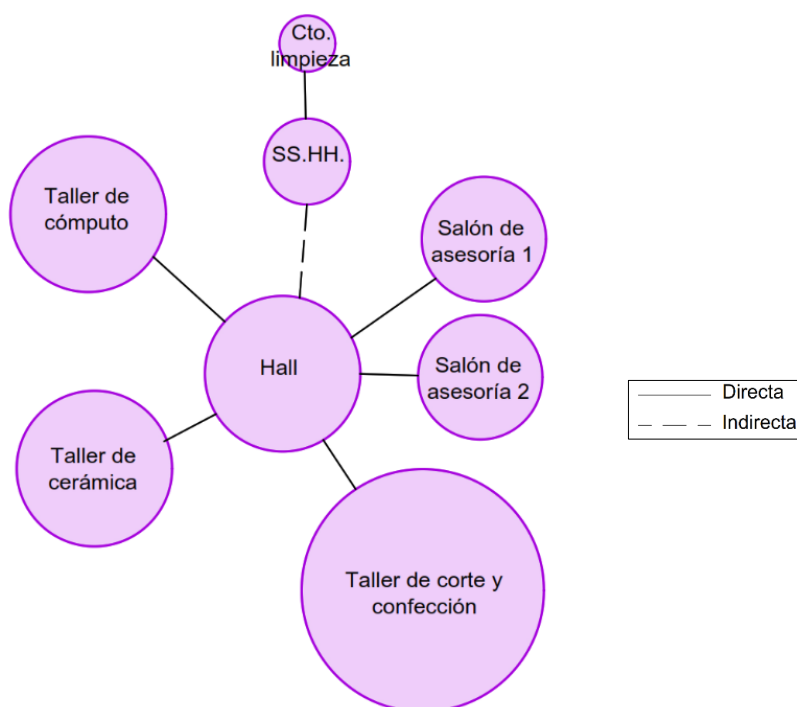 Cto.
limpieza
SS.HH.
Taller de
cómputo
Salón de
asesoría 1
Hall
Salón de
asesoría 2
Directa
Indirecta
Taller de
cerámica
Taller de corte y
confección